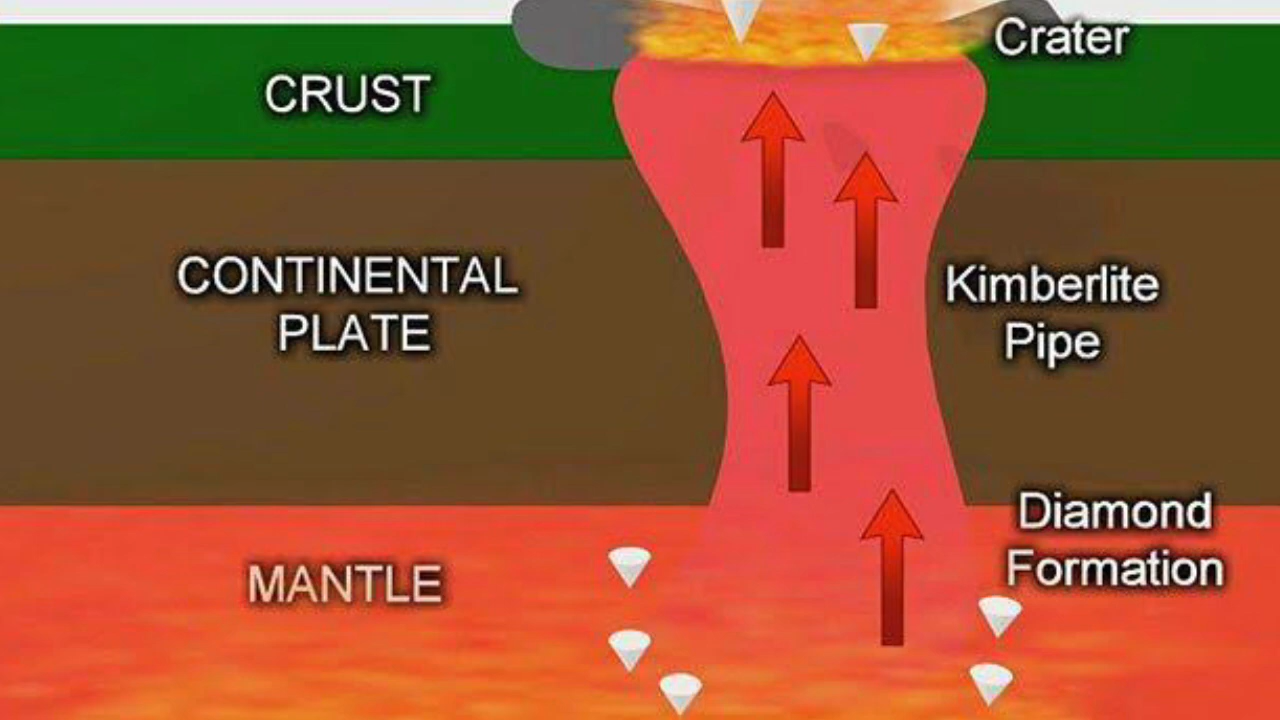 Crater
CRUST
CONTINENTAL
PLATE
Kimberlite
Pipe
Diamond
Formation
MANTLE